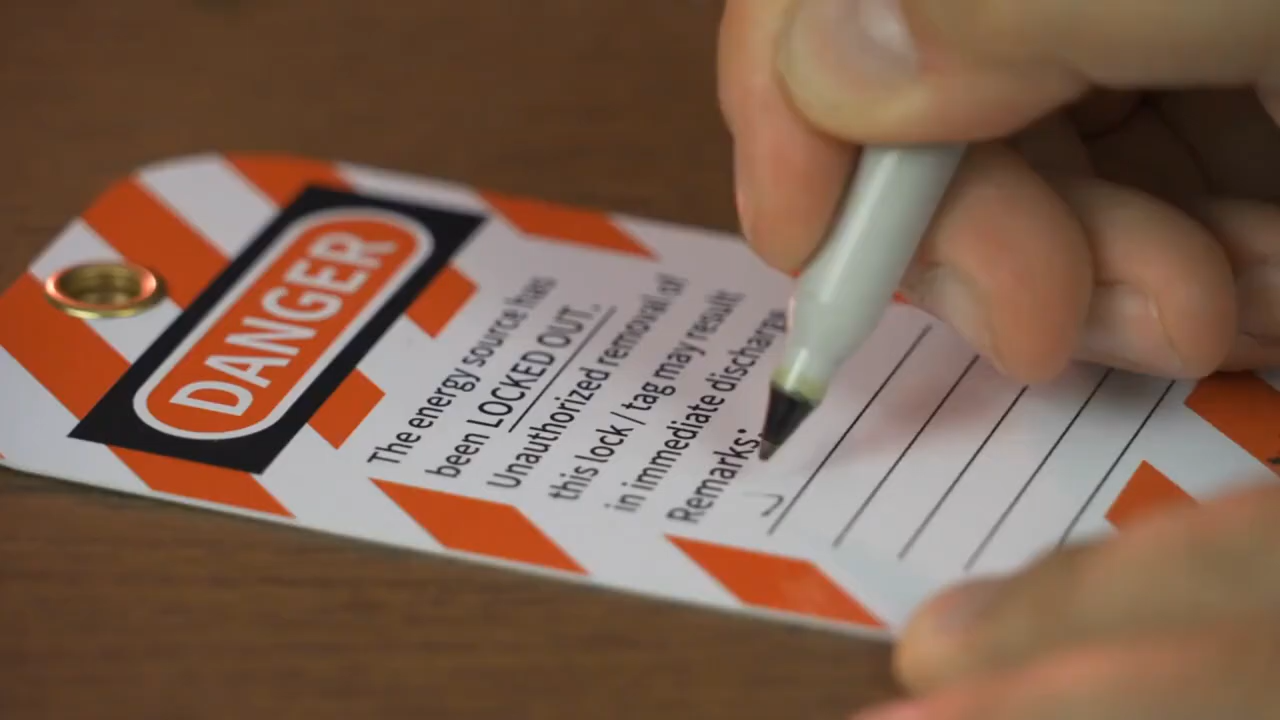 DANGER
The energy source has
been LOCKED OUT.
Unauthorized removal of
this lock / tag may result
in immediate discharge.
Remarks: